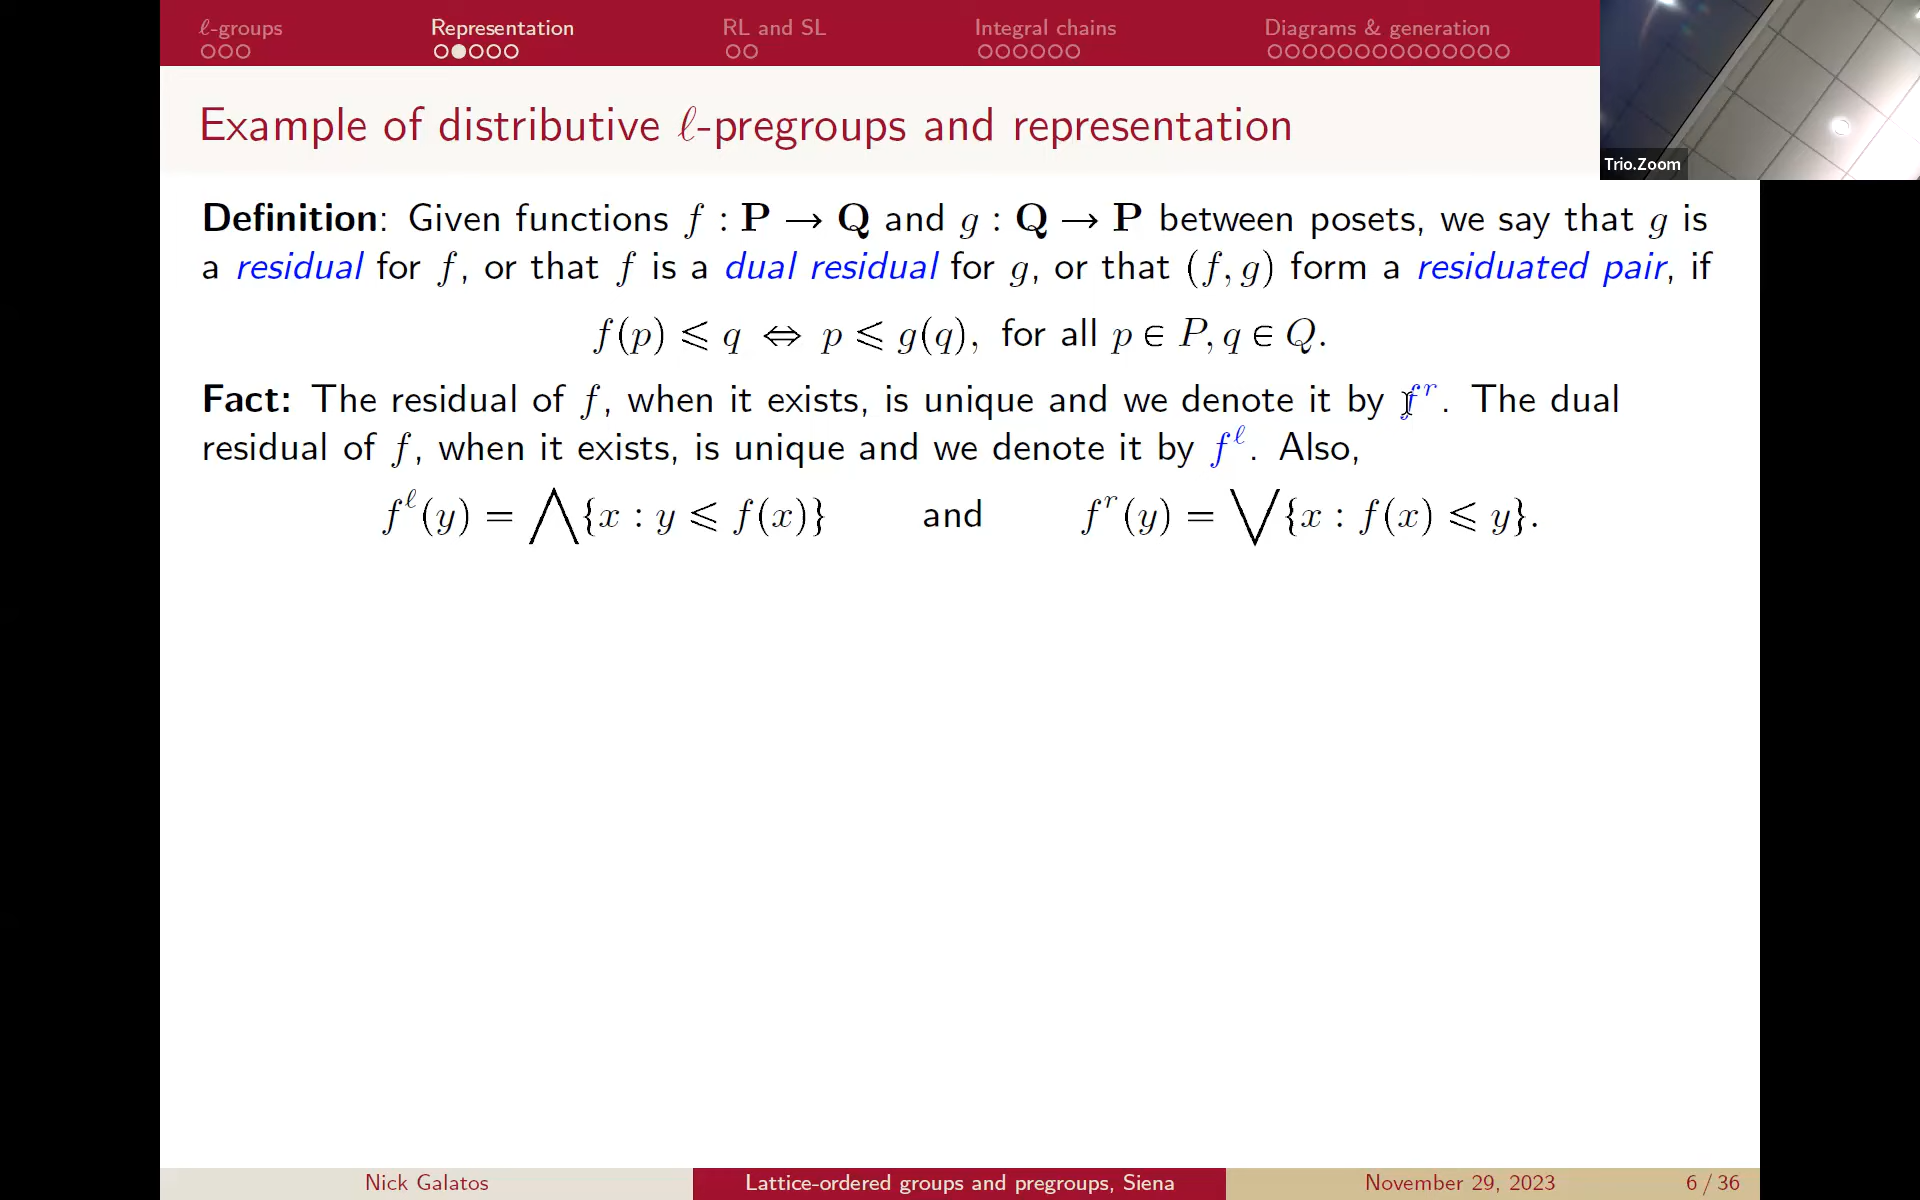 ℓ-groups Representation RL and SL Integral chains Diagrams & generation
Trio.Zoom
Example of distributive ℓ-pregroups and representation
Definition: Given functions f : P → Q and g : Q → P between posets, we say that g is
a residual for f, or that f is a dual residual for g, or that (f, g) form a residuated pair, if
f(p) ⩽ q ⇔ p ⩽ g(q), for all p ∈ P, q ∈ Q.
Fact: The residual of f, when it exists, is unique and we denote it by f^r. The dual
residual of f, when it exists, is unique and we denote it by f^ℓ. Also,
f^ℓ(y) = ⋀{x : y ⩽ f(x)} and f^r(y) = ⋁{x : f(x) ⩽ y}.
Nick Galatos Lattice-ordered groups and pregroups, Siena November 29, 2023 6 / 36